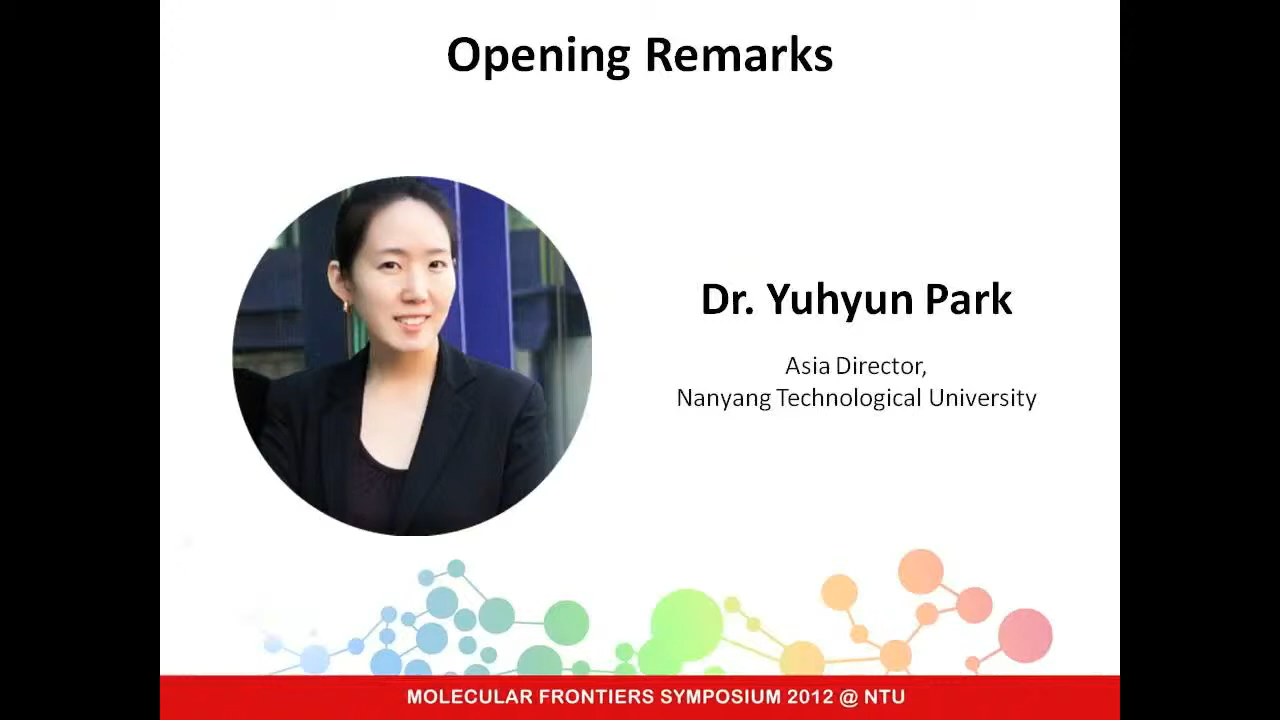 Opening Remarks
Dr. Yuhyun Park
Asia Director,
Nanyang Technological University
MOLECULAR FRONTIERS SYMPOSIUM 2012 @ NTU